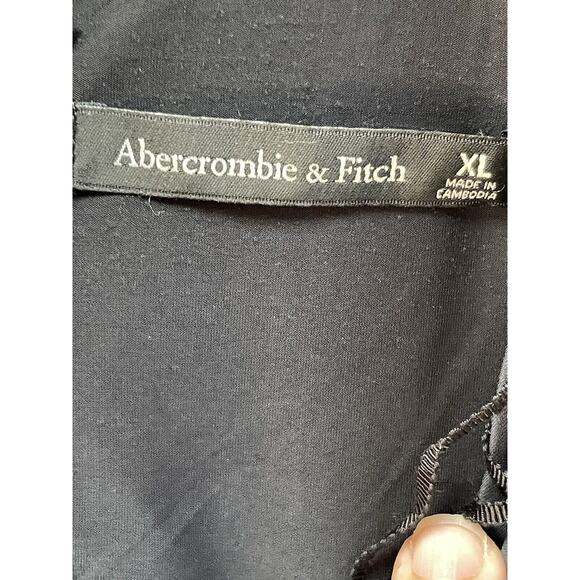 Abercrombie & Fitch
XL
MADE IN
CAMBODIA